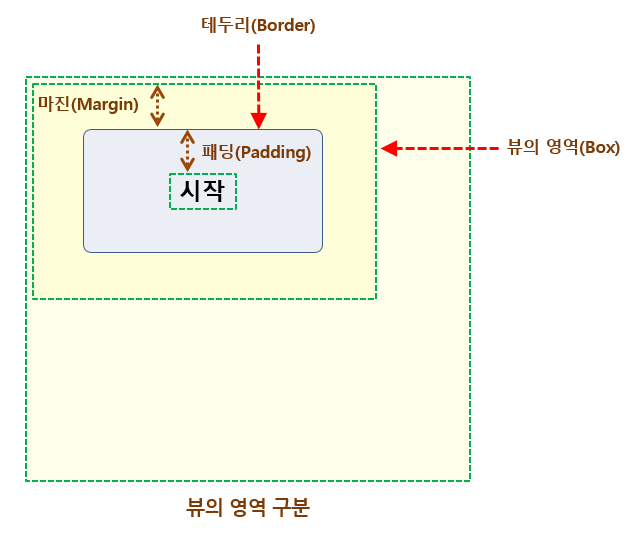 테두리(Border)
마진(Margin)
패딩(Padding)
뷰의 영역(Box)
시작
뷰의 영역 구분